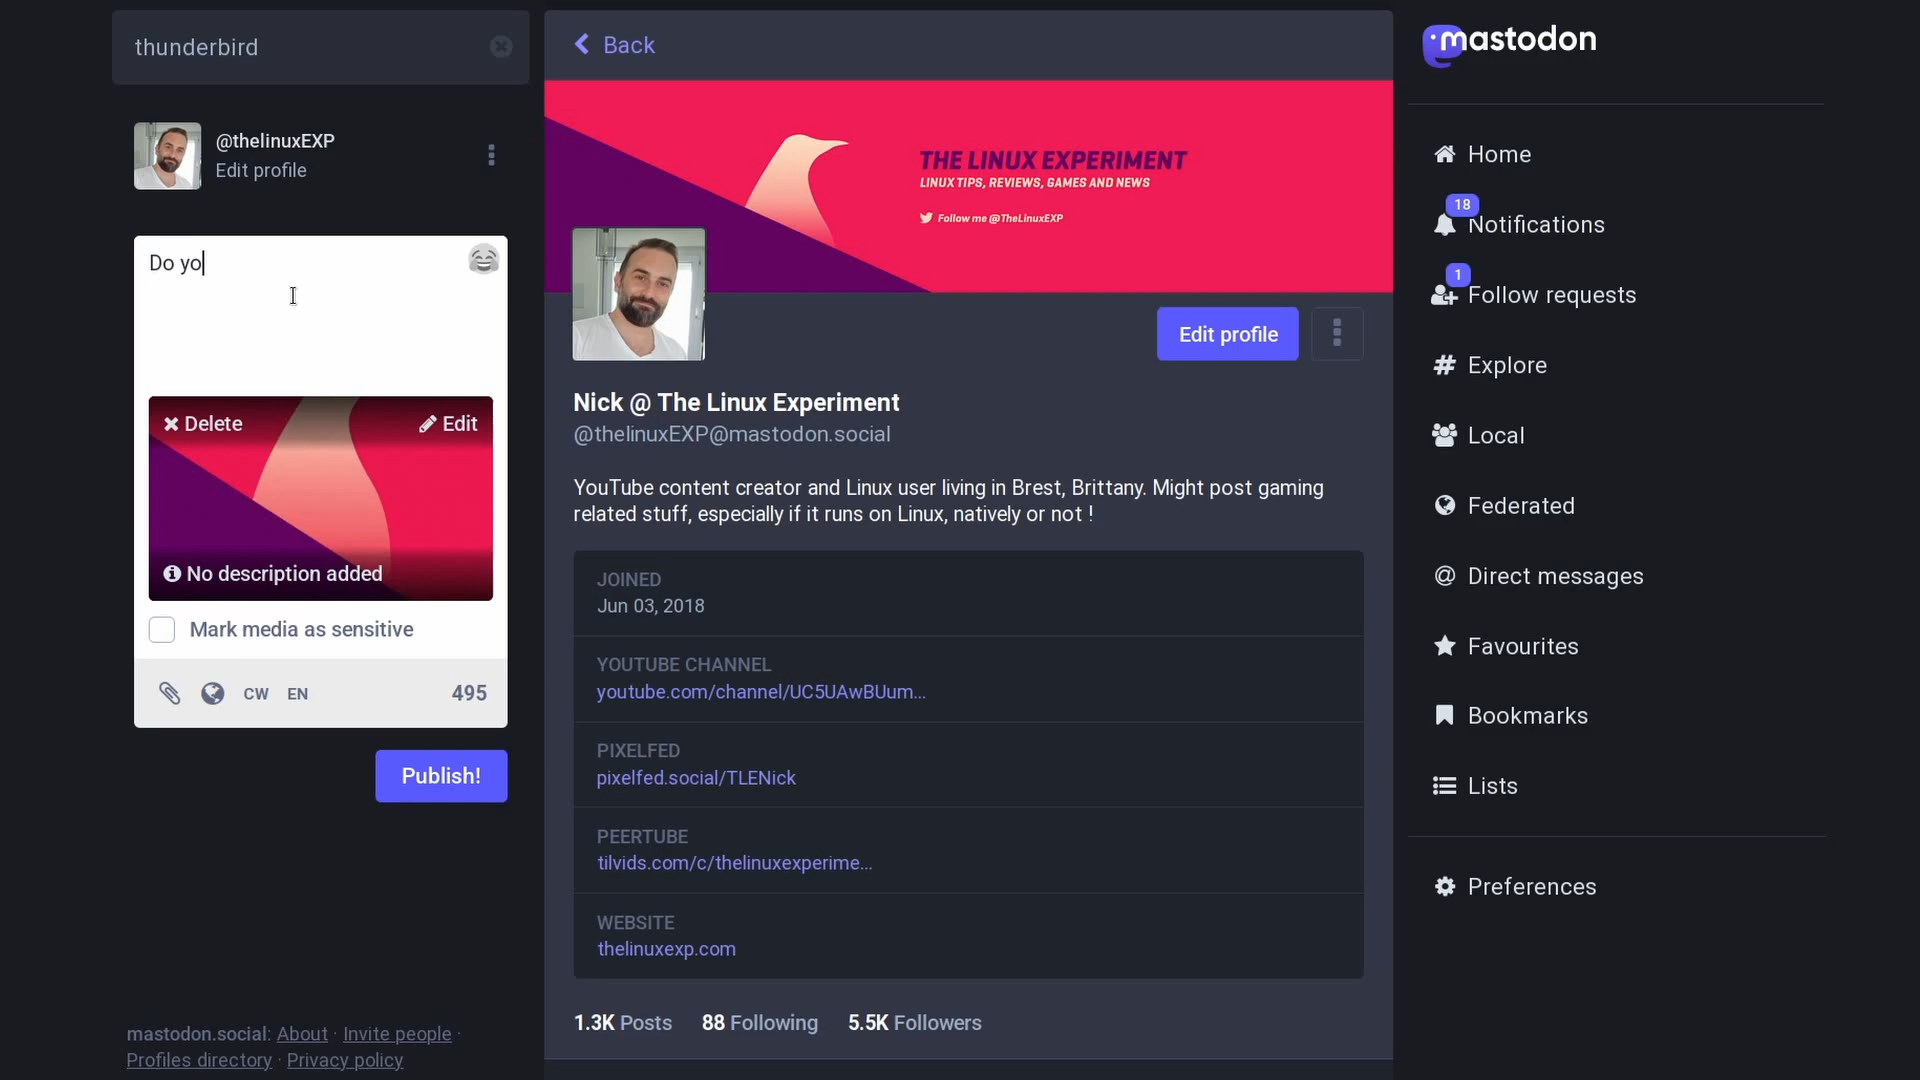 thunderbird
@thelinuxEXP
Edit profile
Do yo
Delete
Edit
No description added
Mark media as sensitive
CW
EN
495
Publish!
mastodon.social: About · Invite people ·
Profiles directory · Privacy policy
Back
THE LINUX EXPERIMENT
LINUX TIPS, REVIEWS, GAMES AND NEWS
Follow me @TheLinuxEXP
Edit profile
Nick @ The Linux Experiment
@thelinuxEXP@mastodon.social
YouTube content creator and Linux user living in Brest, Brittany. Might post gaming
related stuff, especially if it runs on Linux, natively or not !
JOINED
Jun 03, 2018
YOUTUBE CHANNEL
youtube.com/channel/UC5UAwBUum...
PIXELFED
pixelfed.social/TLENick
PEERTUBE
tilvids.com/c/thelinuxexperime...
WEBSITE
thelinuxexp.com
1.3K Posts 88 Following 5.5K Followers
mastodon
Home
18
Notifications
1
Follow requests
# Explore
Local
Federated
@ Direct messages
Favourites
Bookmarks
Lists
Preferences